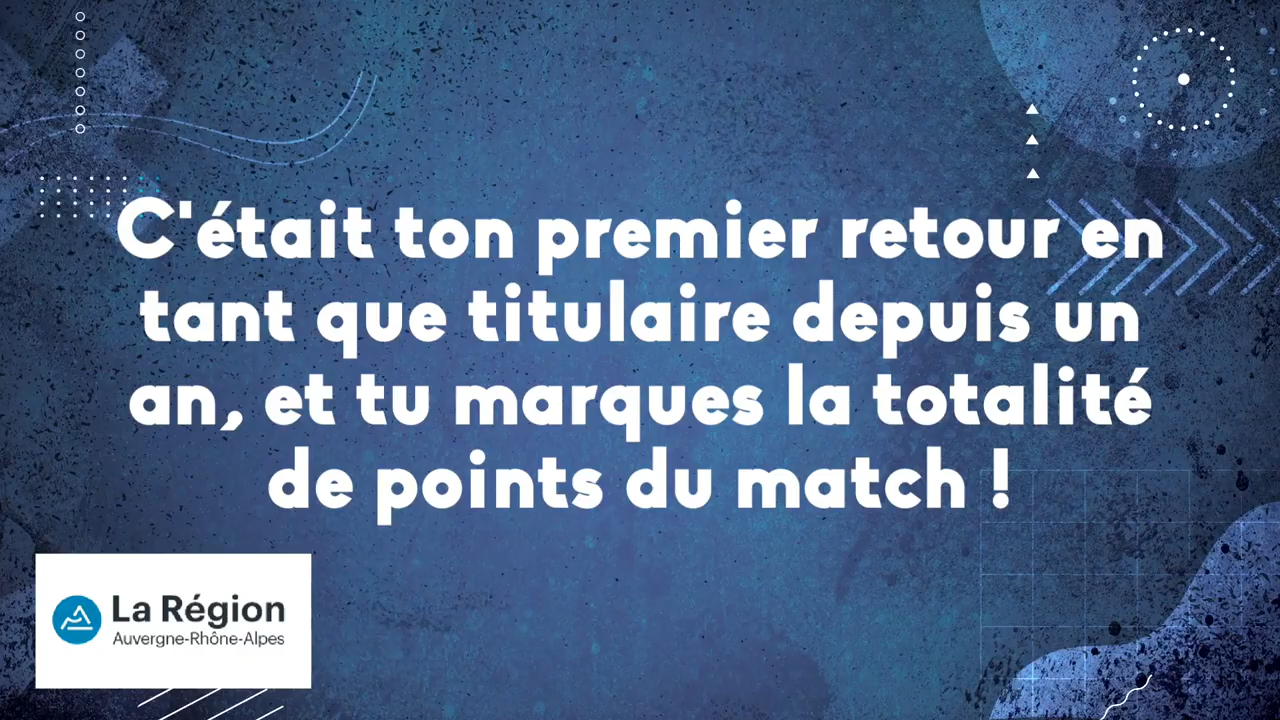 C'était ton premier retour en
tant que titulaire depuis un
an, et tu marques la totalité
de points du match !
La Région
Auvergne-Rhône-Alpes